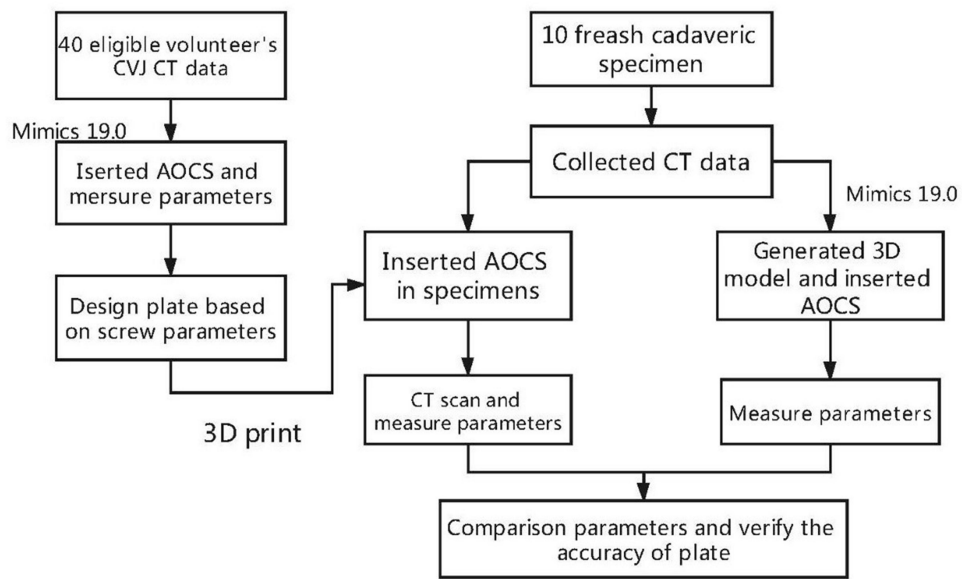 40 eligible volunteer's
CVJ CT data
Mimics 19.0
Iserted AOCS and
mersure parameters
Design plate based
on screw parameters
3D print
10 freash cadaveric
specimen
Collected CT data
Mimics 19.0
Inserted AOCS
in specimens
Generated 3D
model and inserted
AOCS
CT scan and
measure parameters
Measure parameters
Comparison parameters and verify the
accuracy of plate